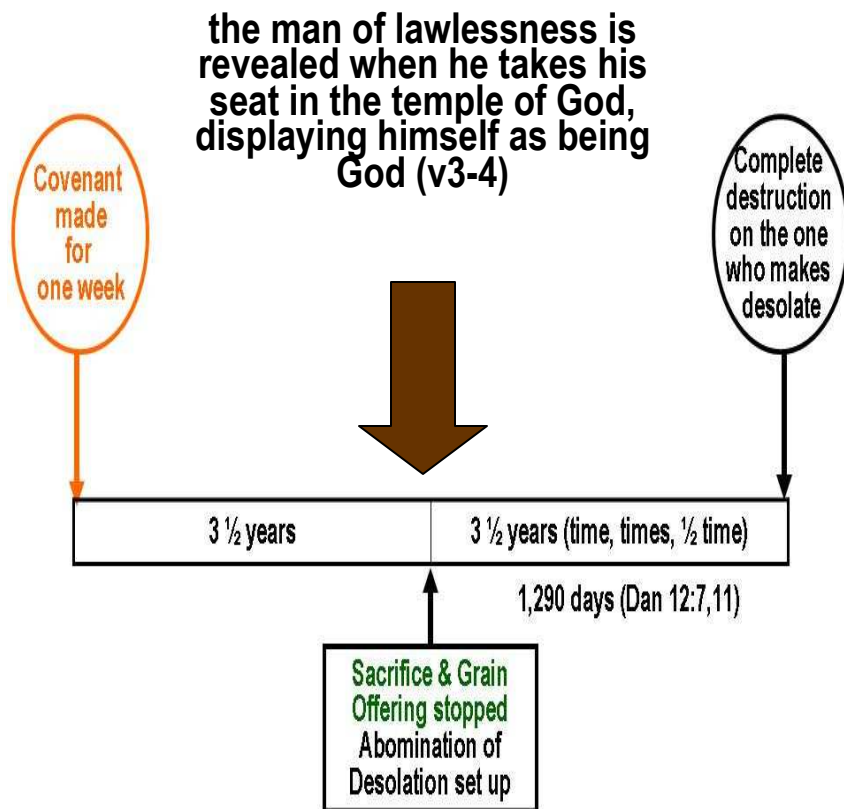 the man of lawlessness is
revealed when he takes his
seat in the temple of God,
displaying himself as being
God (v3-4)
Covenant
made
for
one week
Complete
destruction
on the one
who makes
desolate
3 ½ years
3 ½ years (time, times, ½ time)
1,290 days (Dan 12:7,11)
Sacrifice & Grain
Offering stopped
Abomination of
Desolation set up